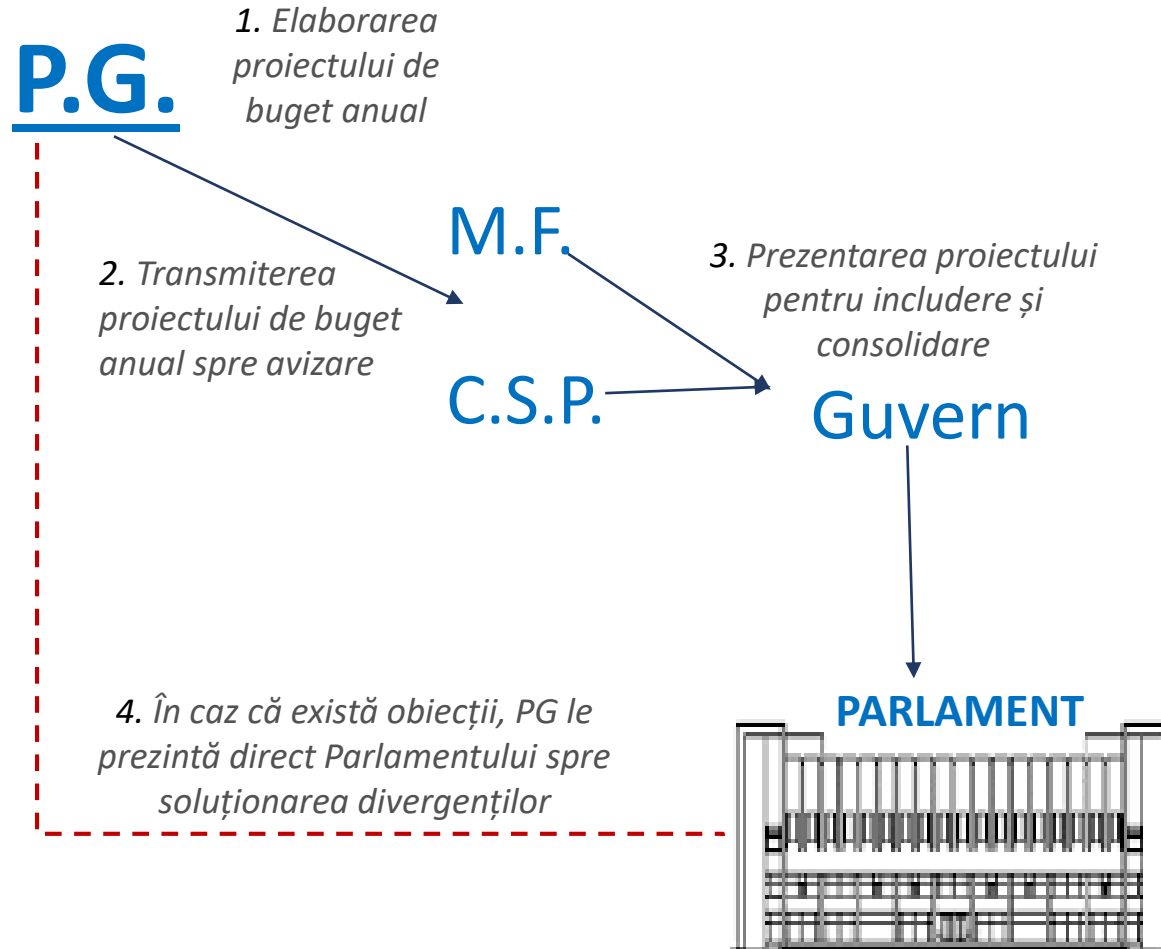 P.G.
1. Elaborarea
proiectului de
buget anual
M.F.
2. Transmiterea
proiectului de buget
anual spre avizare
3. Prezentarea proiectului
pentru includere și
consolidare
C.S.P.
Guvern
4. În caz că există obiecții, PG le
prezintă direct Parlamentului spre
soluționarea divergenților
PARLAMENT